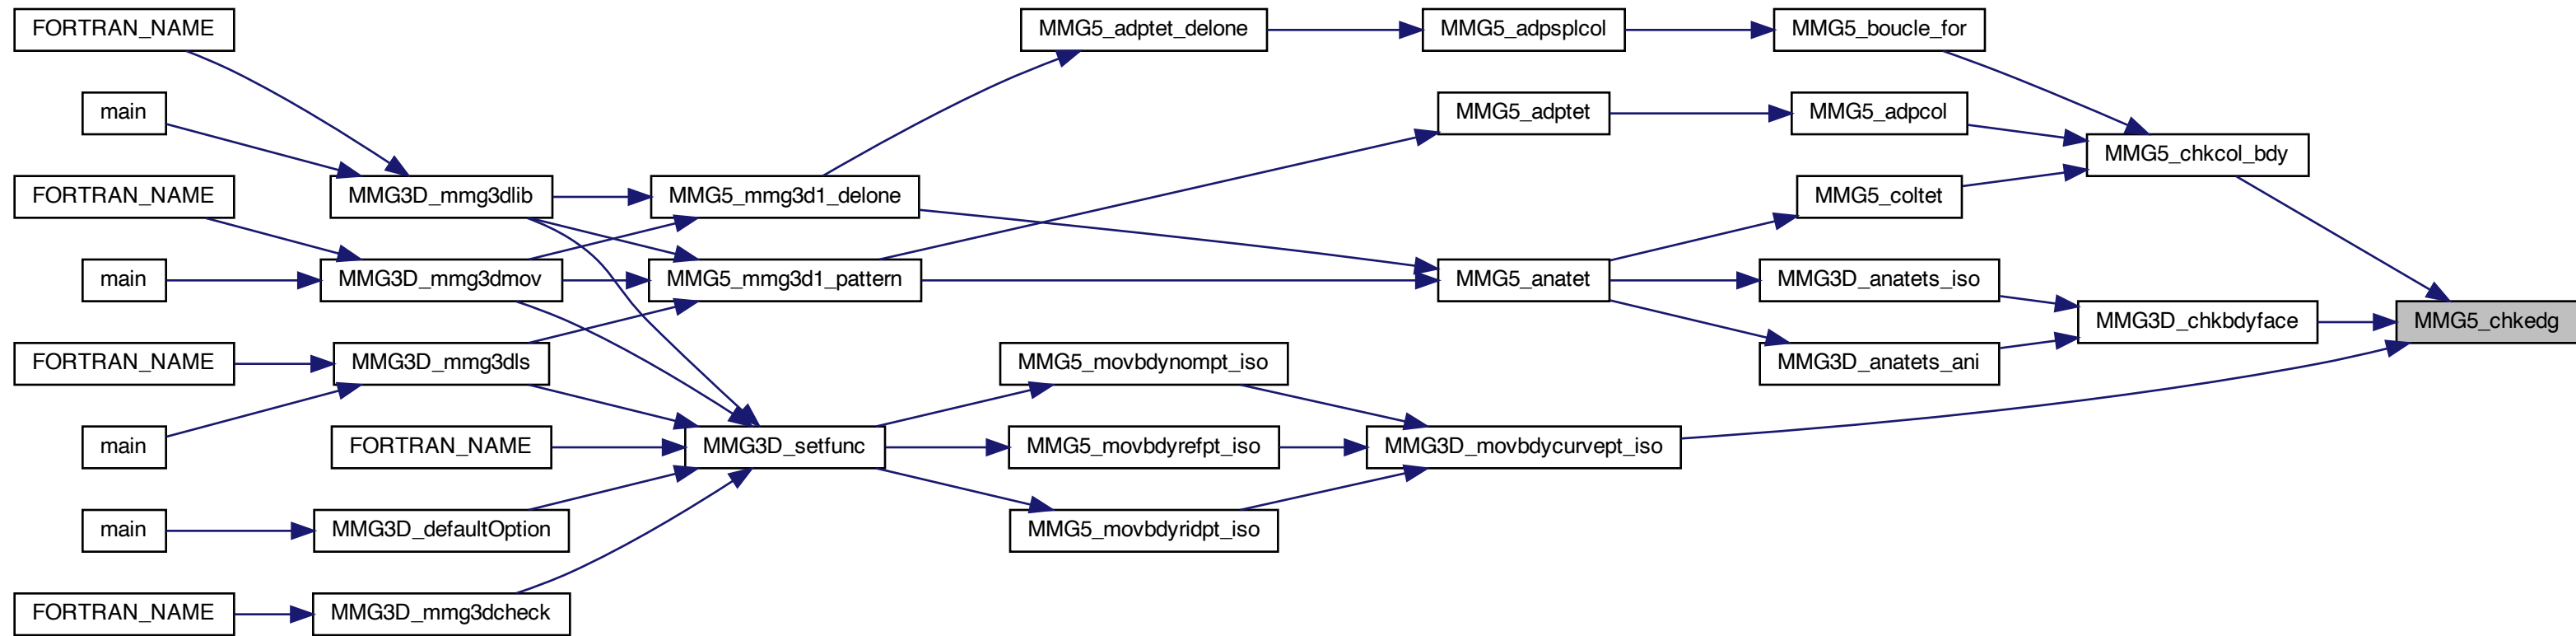 FORTRAN_NAME
MMG5_adptet_delone
MMG5_adpsplcol
MMG5_boucle_for
main
MMG5_adptet
MMG5_adpcol
MMG5_chkcol_bdy
FORTRAN_NAME
MMG3D_mmg3dlib
MMG5_mmg3d1_delone
MMG5_coltet
main
MMG3D_mmg3dmov
MMG5_mmg3d1_pattern
MMG5_anatet
MMG3D_anatets_iso
MMG3D_chkbdyface
MMG5_chkedg
FORTRAN_NAME
MMG3D_mmg3dls
MMG5_movbdynompt_iso
MMG3D_anatets_ani
main
FORTRAN_NAME
MMG3D_setfunc
MMG5_movbdyrefpt_iso
MMG3D_movbdycurvept_iso
main
MMG3D_defaultOption
MMG5_movbdyridpt_iso
FORTRAN_NAME
MMG3D_mmg3dcheck